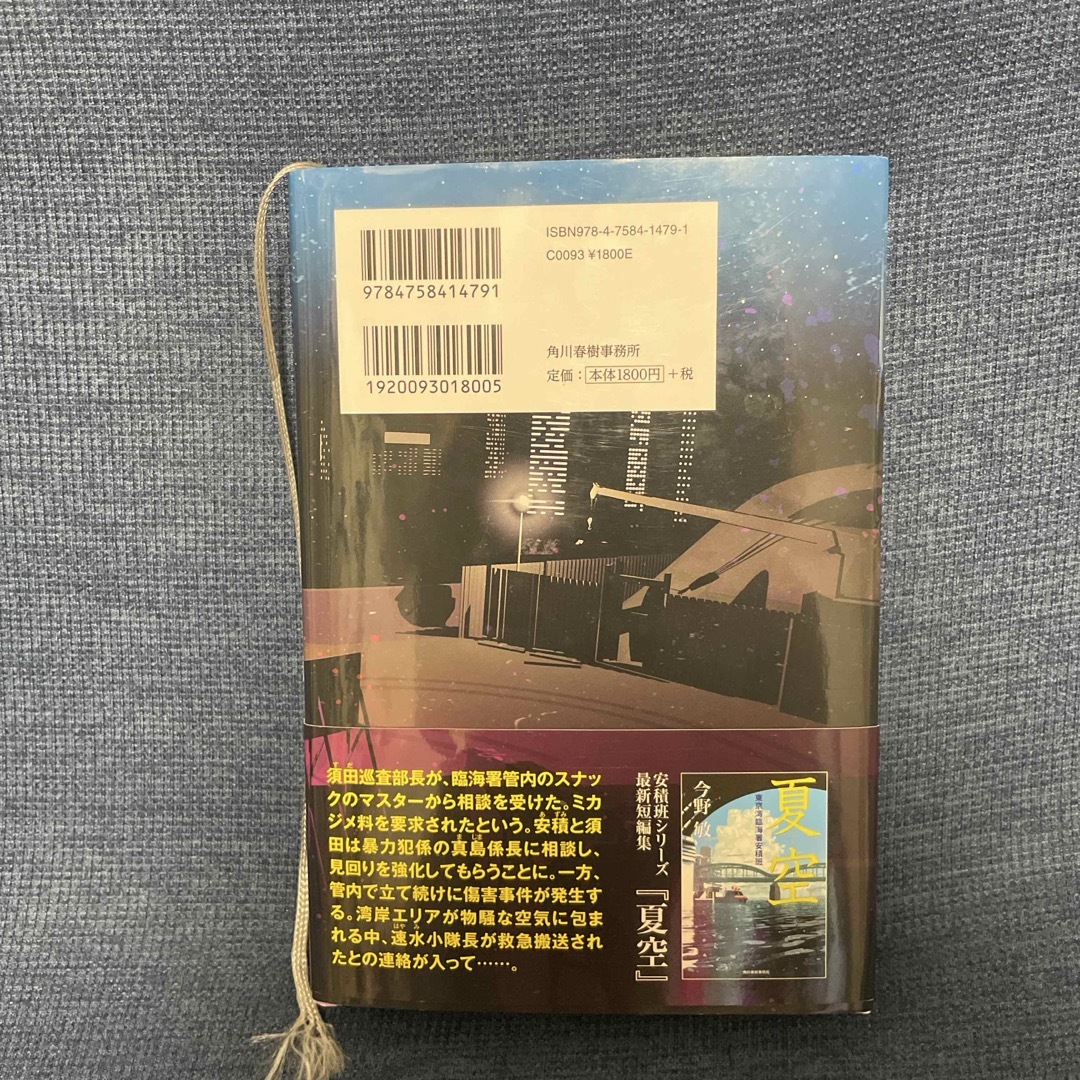 ISBN978-4-7584-1479-1
C0093 ¥1800E
9784758414791
1920093018005
角川春樹事務所
定価：本体1800円＋税
須田巡査部長が、臨海署管内のスナッ
クのマスターから相談を受けた。ミカ
ジメ料を要求されたという。安積と須
田は暴力犯係の真島係長に相談し、
見回りを強化してもらうことに。一方、
管内で立て続けに傷害事件が発生す
る。湾岸エリアが物騒な空気に包ま
れる中、速水小隊長が救急搬送され
たとの連絡が入って……。
安積班シリーズ
最新短編集
『夏空』
夏空
東京湾臨海署安積班
今野敏
角川春樹事務所